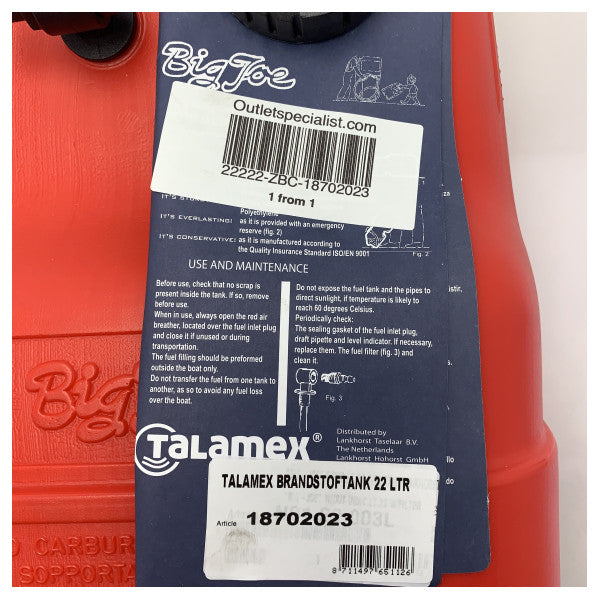 Big Joe
Outletspecialist.com
22222-ZBC-18702023
1 from 1
IT'S
Polyethylene
IT'S EVERLASTING: as it is provided with an emergency
reserve (fig. 2)
IT'S CONSERVATIVE: as it is manufactured according to
the Quality Insurance Standard ISO/EN 9001
Fig. 2
USE AND MAINTENANCE
Before use, check that no scrap is
present inside the tank. If so, remove
before use.
When in use, always open the red air
breather, located over the fuel inlet plug
and close it if unused or during
transportation.
The fuel filling should be preformed
outside the boat only.
Do not transfer the fuel from one tank to
another, as so to avoid any fuel loss
over the boat.
Do not expose the fuel tank and the pipes to
direct sunlight, if temperature is likely to
reach 60 degrees Celsius.
Periodically check:
The sealing gasket of the fuel inlet plug,
draft pipette and level indicator. If necessary,
replace them. The fuel filter (fig. 3) and
clean it.
Fig. 3
Big Joe
TALAMEX®
Distributed by
Lankhorst Taselaar B.V.
The Netherlands
Lankhorst Hohorst GmbH
TALAMEX BRANDSTOFTANK 22 LTR
Article 18702023
8 711497 651126
CARBUR
SOPPORTA